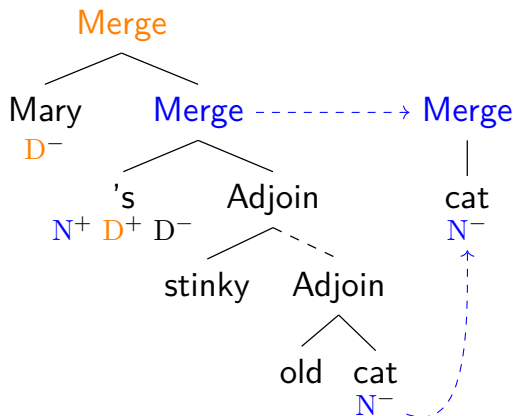 Merge
Mary Merge Merge
D⁻
's Adjoin cat
N⁺ D⁺ D⁻ N⁻
stinky Adjoin
old cat
N⁻